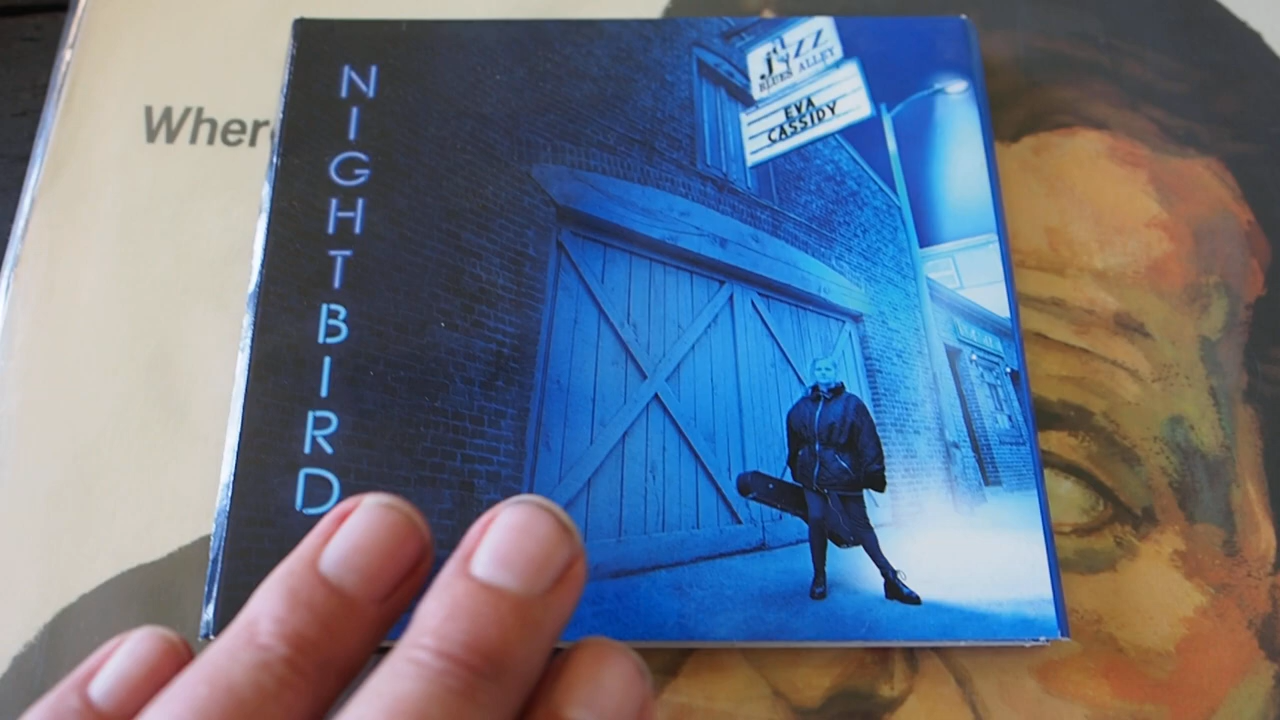 Wher
NIGHTBIRD
JAZZ
BLUES ALLEY
EVA
CASSIDY